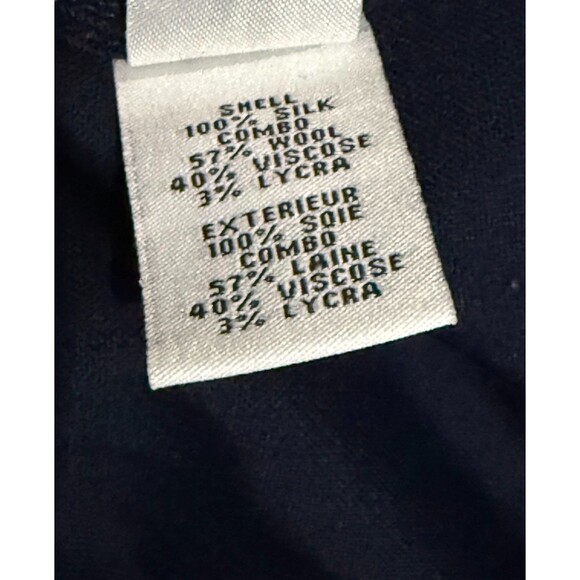 SHELL
100% SILK
COMBO
57% WOOL
40% VISCOSE
3% LYCRA
EXTERIEUR
100% SOIE
COMBO
57% LAINE
40% VISCOSE
3% LYCRA